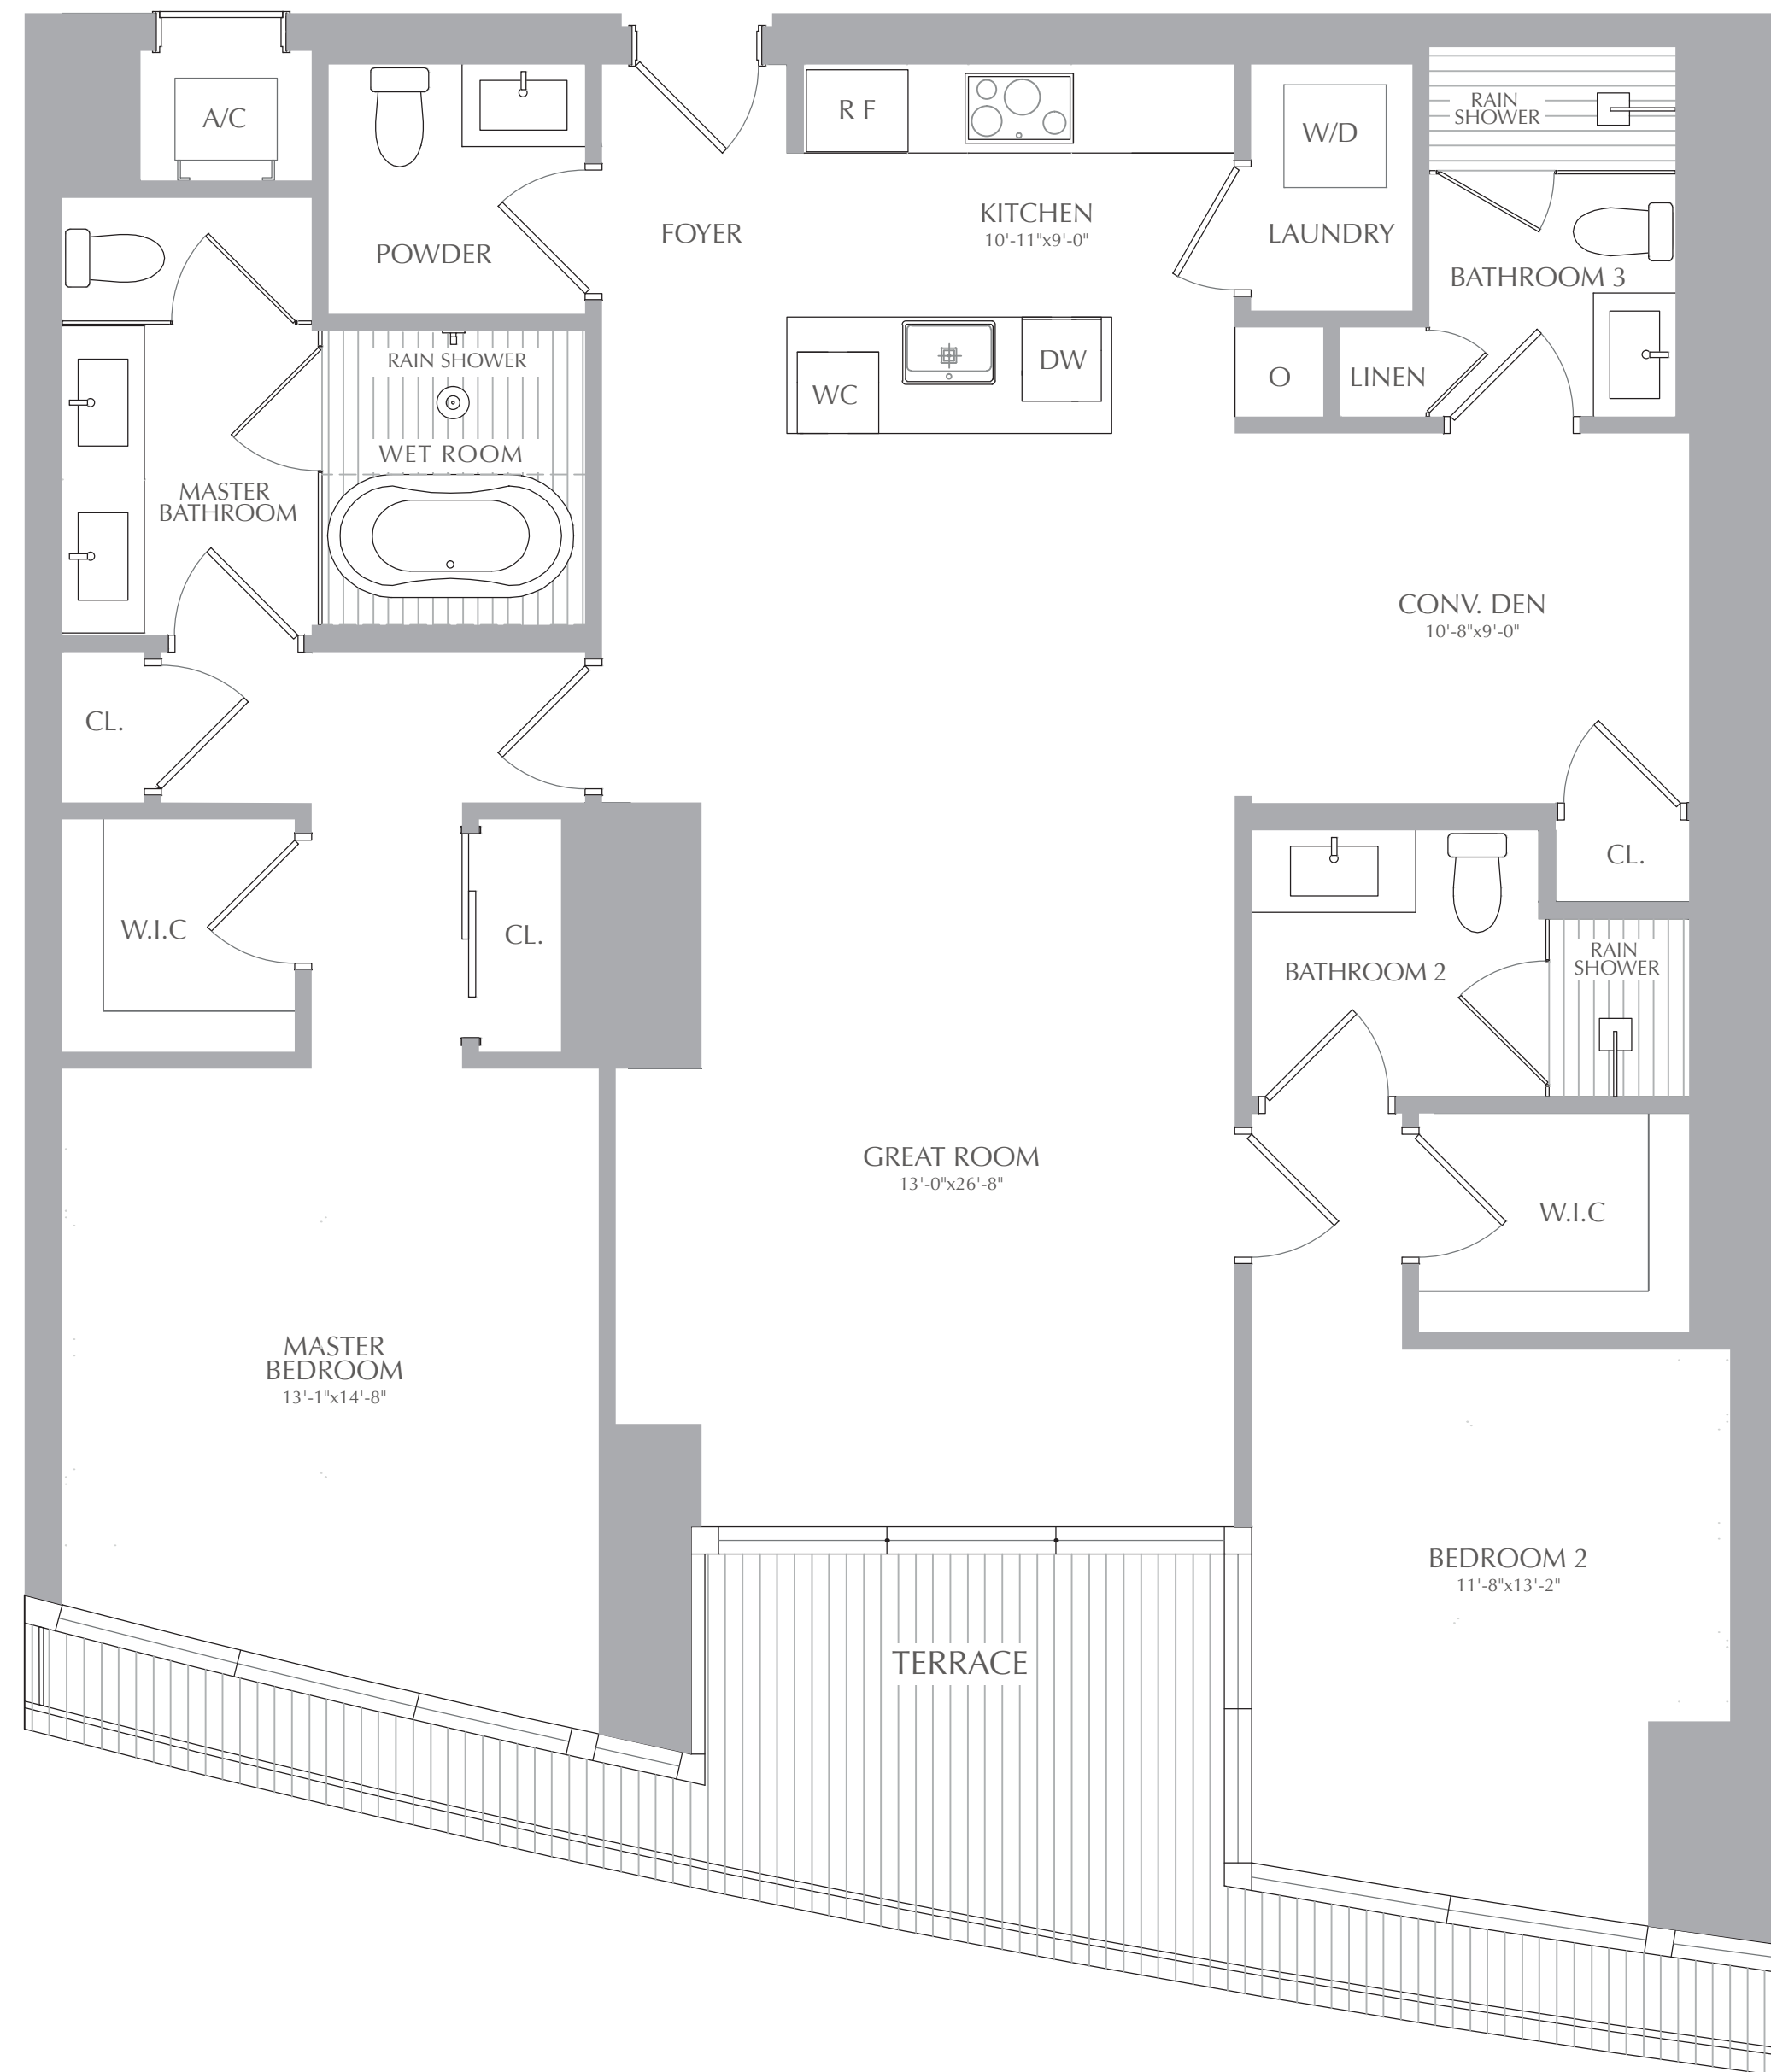 A/C
R F
W/D
RAIN
SHOWER
POWDER
FOYER
KITCHEN
10'-11"x9'-0"
LAUNDRY
BATHROOM 3
RAIN SHOWER
WET ROOM
WC
DW
O
LINEN
MASTER
BATHROOM
CONV. DEN
10'-8"x9'-0"
CL.
CL.
W.I.C
CL.
BATHROOM 2
RAIN
SHOWER
GREAT ROOM
13'-0"x26'-8"
W.I.C
MASTER
BEDROOM
13'-1"x14'-8"
BEDROOM 2
11'-8"x13'-2"
TERRACE